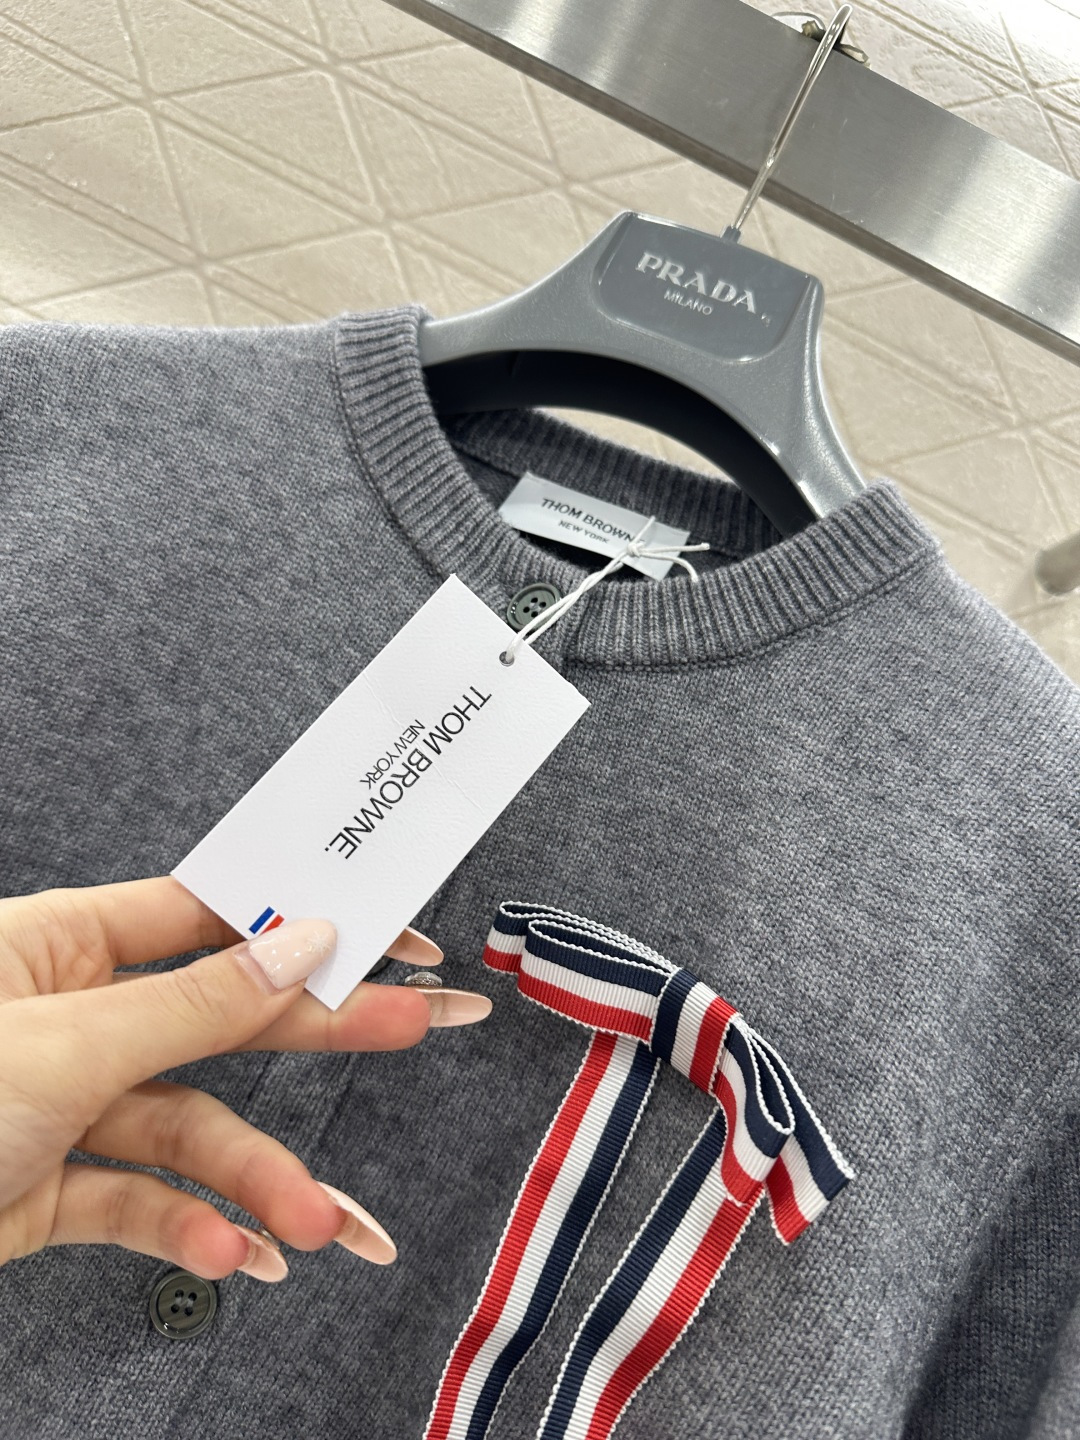 PRADA
MILANO
THOM BROWNE
NEW YORK
THOM BROWNE.
NEW YORK